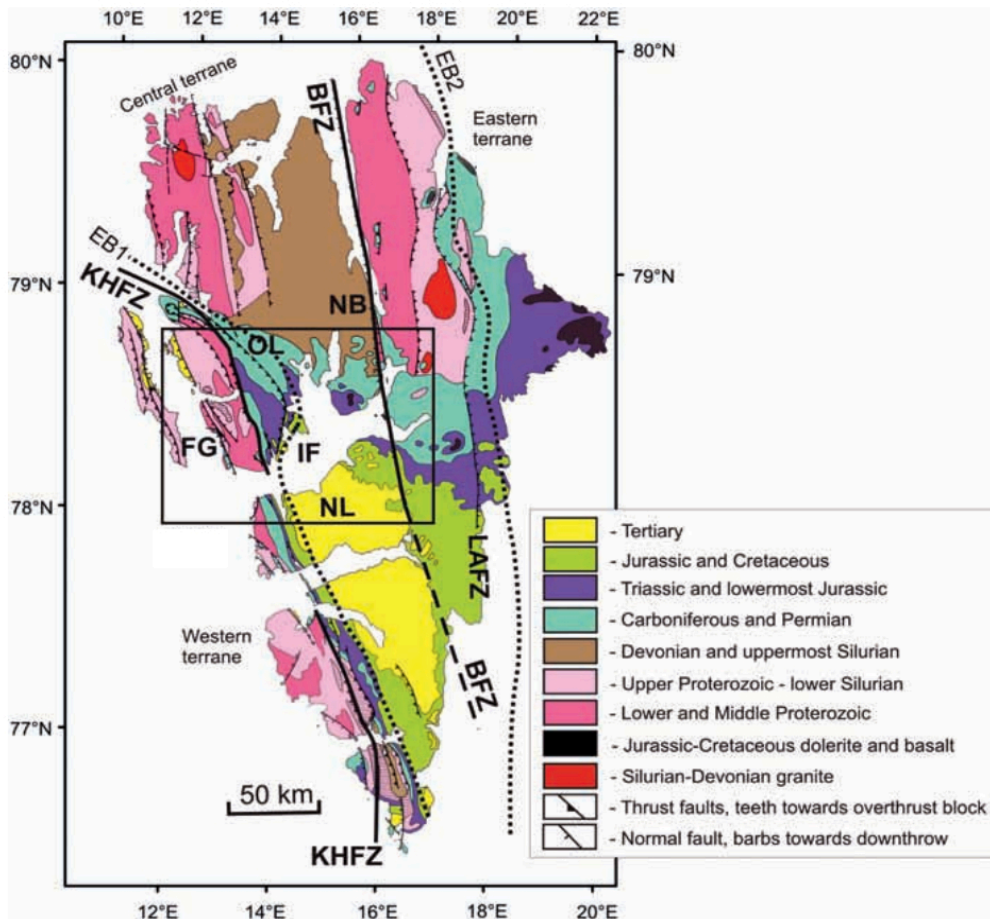 10°E 12°E 14°E 16°E 18°E 20°E
80°N
80°N
Central terrane
BFZ
EB2
Eastern
terrane
79°N
79°N
EB1
KHFZ
NB
OL
FG
IF
78°N
NL
LAFZ
Western
terrane
BFZ
77°N
50 km
KHFZ
- Tertiary
- Jurassic and Cretaceous
- Triassic and lowermost Jurassic
- Carboniferous and Permian
- Devonian and uppermost Silurian
- Upper Proterozoic - lower Silurian
- Lower and Middle Proterozoic
- Jurassic-Cretaceous dolerite and basalt
- Silurian-Devonian granite
- Thrust faults, teeth towards overthrust block
- Normal fault, barbs towards downthrow
12°E 14°E 16°E 18°E 20°E